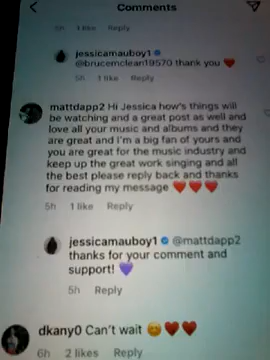 Comments
5h 1 like Reply
jessicamauboy1
@brucemclean19570 thank you ❤️
5h 1 like Reply
mattdapp2 Hi Jessica how's things will
be watching and a great post as well and
love all your music and albums and they
are great and I'm a big fan of yours and
you are great for the music industry and
keep up the great work singing and all
the best please reply back and thanks
for reading my message ❤️❤️❤️
5h 1 like Reply
jessicamauboy1 @mattdapp2
thanks for your comment and
support! 💜
5h Reply
dkany0 Can't wait 😊❤️❤️
6h 2 likes Reply